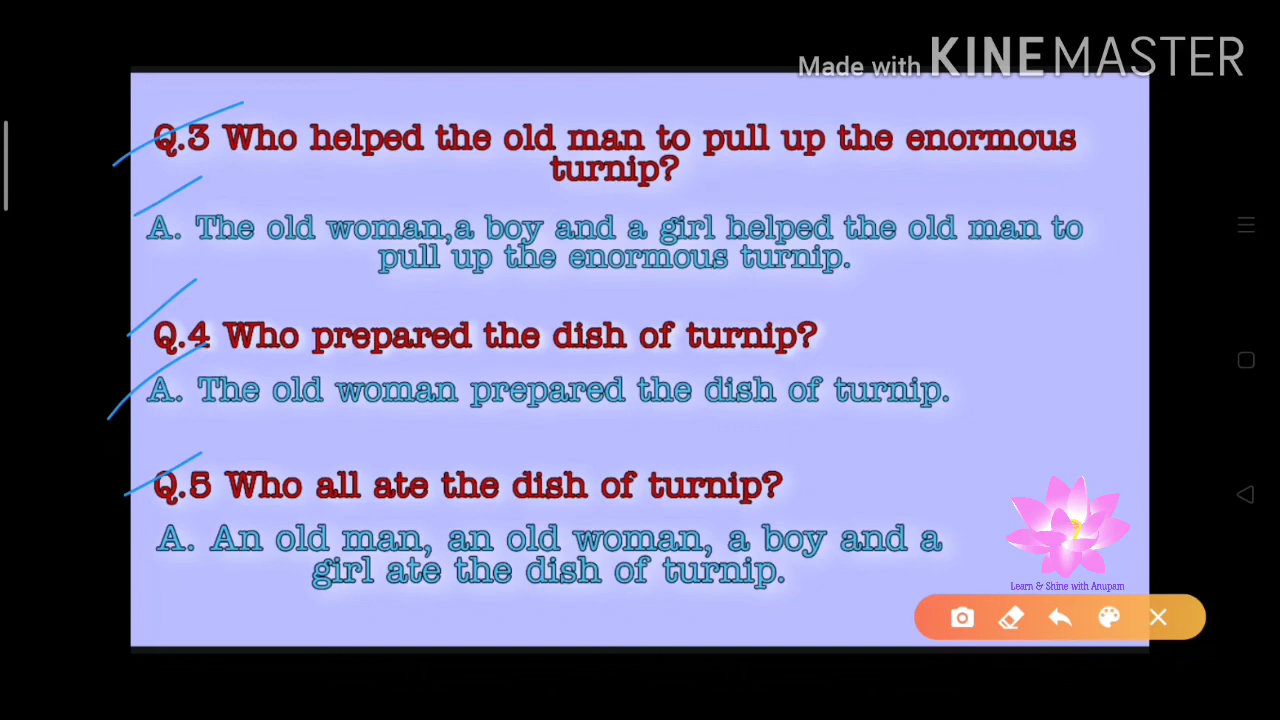 Made with KINEMASTER
Q.3 Who helped the old man to pull up the enormous
turnip?
A. The old woman,a boy and a girl helped the old man to
pull up the enormous turnip.
Q.4 Who prepared the dish of turnip?
A. The old woman prepared the dish of turnip.
Q.5 Who all ate the dish of turnip?
A. An old man, an old woman, a boy and a
girl ate the dish of turnip.
Learn & Shine with Anupam